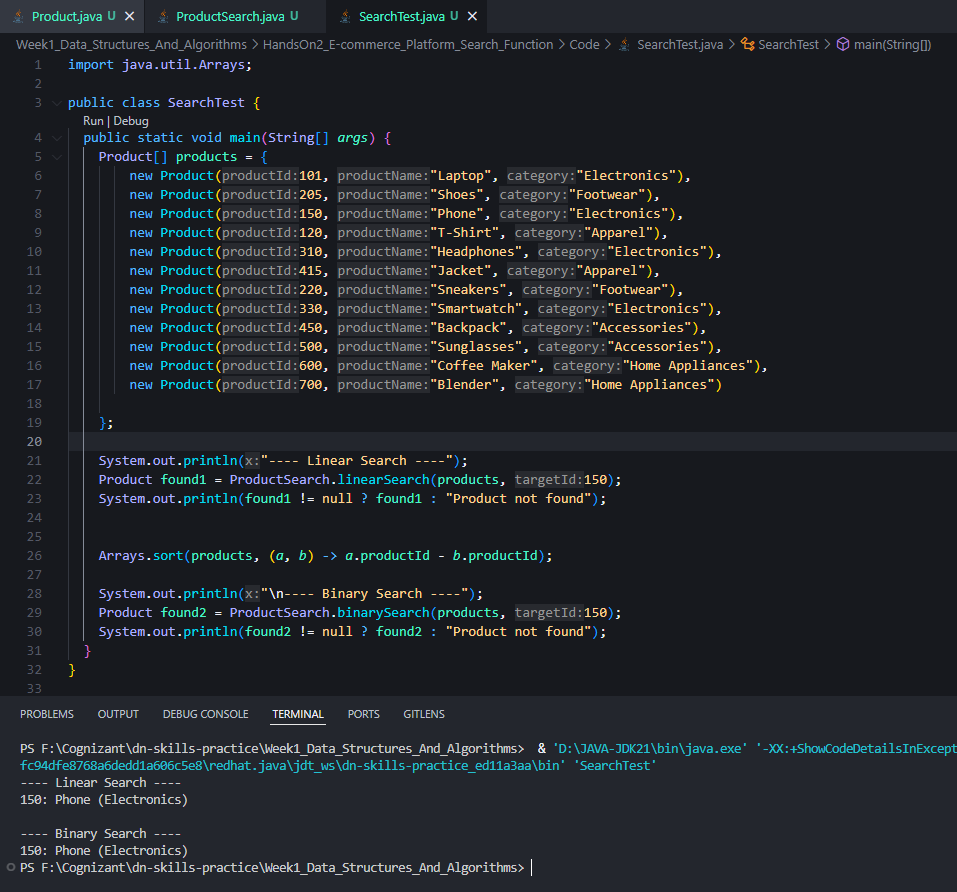 Product.java U ×
ProductSearch.java U
SearchTest.java U ×
Week1_Data_Structures_And_Algorithms > HandsOn2_E-commerce_Platform_Search_Function > Code > SearchTest.java > SearchTest > main(String[])
1 import java.util.Arrays;
2
3 public class SearchTest {
Run | Debug
4 public static void main(String[] args) {
5 Product[] products = {
6 new Product(productId:101, productName:"Laptop", category:"Electronics"),
7 new Product(productId:205, productName:"Shoes", category:"Footwear"),
8 new Product(productId:150, productName:"Phone", category:"Electronics"),
9 new Product(productId:120, productName:"T-Shirt", category:"Apparel"),
10 new Product(productId:310, productName:"Headphones", category:"Electronics"),
11 new Product(productId:415, productName:"Jacket", category:"Apparel"),
12 new Product(productId:220, productName:"Sneakers", category:"Footwear"),
13 new Product(productId:330, productName:"Smartwatch", category:"Electronics"),
14 new Product(productId:450, productName:"Backpack", category:"Accessories"),
15 new Product(productId:500, productName:"Sunglasses", category:"Accessories"),
16 new Product(productId:600, productName:"Coffee Maker", category:"Home Appliances"),
17 new Product(productId:700, productName:"Blender", category:"Home Appliances")
18
19 };
20
21 System.out.println(x:"---- Linear Search ----");
22 Product found1 = ProductSearch.linearSearch(products, targetId:150);
23 System.out.println(found1 != null ? found1 : "Product not found");
24
25
26 Arrays.sort(products, (a, b) -> a.productId - b.productId);
27
28 System.out.println(x:"\n---- Binary Search ----");
29 Product found2 = ProductSearch.binarySearch(products, targetId:150);
30 System.out.println(found2 != null ? found2 : "Product not found");
31 }
32 }
33
PROBLEMS OUTPUT DEBUG CONSOLE TERMINAL PORTS GITLENS
PS F:\Cognizant\dn-skills-practice\Week1_Data_Structures_And_Algorithms> & 'D:\JAVA-JDK21\bin\java.exe' '-XX:+ShowCodeDetailsInExcept
fc94dfe8768a6dedd1a606c5e8\redhat.java\jdt_ws\dn-skills-practice_ed11a3aa\bin' 'SearchTest'
---- Linear Search ----
150: Phone (Electronics)
---- Binary Search ----
150: Phone (Electronics)
PS F:\Cognizant\dn-skills-practice\Week1_Data_Structures_And_Algorithms>